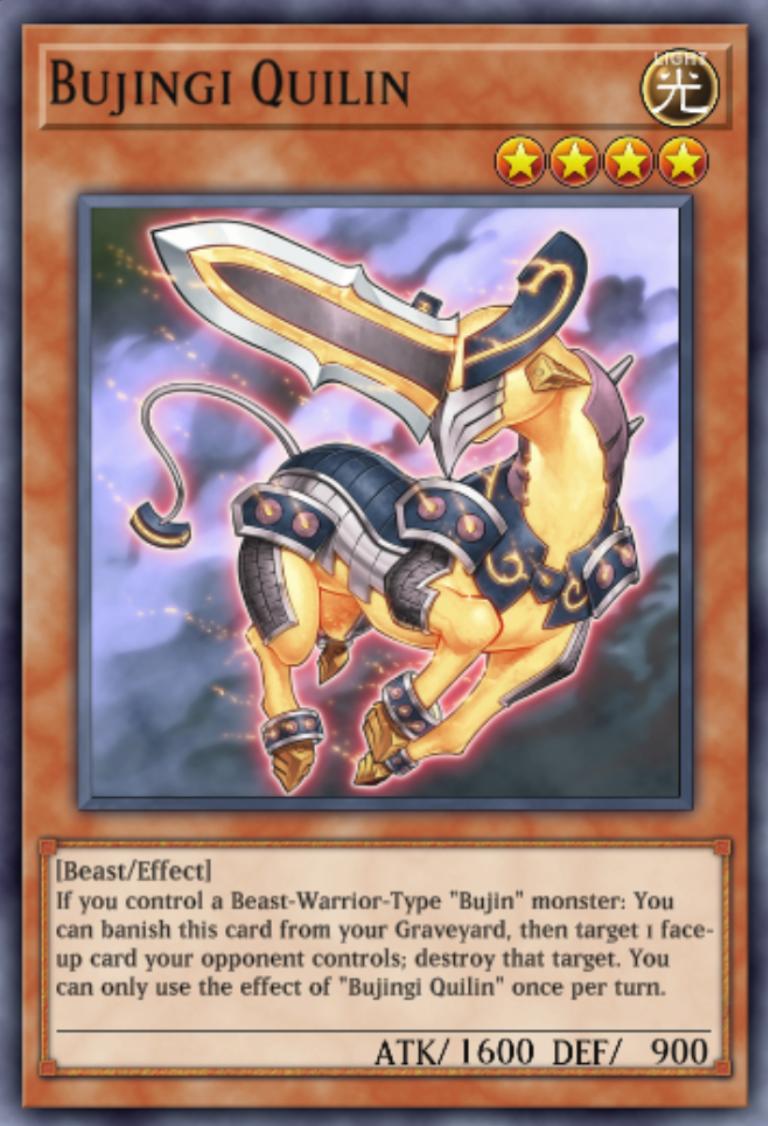 Bujingi Quilin
LIGHT
光
[Beast/Effect]
If you control a Beast-Warrior-Type "Bujin" monster: You
can banish this card from your Graveyard, then target 1 face-
up card your opponent controls; destroy that target. You
can only use the effect of "Bujingi Quilin" once per turn.
ATK/ 1600 DEF/ 900